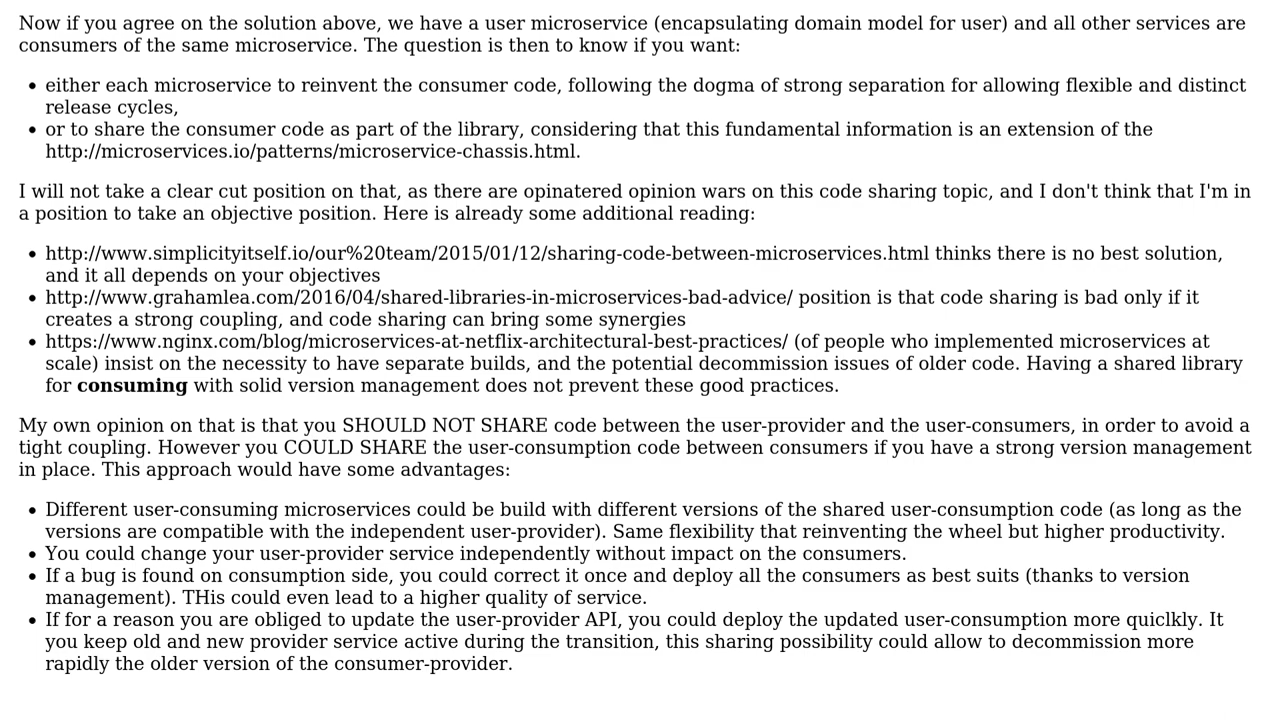 Now if you agree on the solution above, we have a user microservice (encapsulating domain model for user) and all other services are
consumers of the same microservice. The question is then to know if you want:
• either each microservice to reinvent the consumer code, following the dogma of strong separation for allowing flexible and distinct
release cycles,
• or to share the consumer code as part of the library, considering that this fundamental information is an extension of the
http://microservices.io/patterns/microservice-chassis.html.
I will not take a clear cut position on that, as there are opinatered opinion wars on this code sharing topic, and I don't think that I'm in
a position to take an objective position. Here is already some additional reading:
• http://www.simplicityitself.io/our%20team/2015/01/12/sharing-code-between-microservices.html thinks there is no best solution,
and it all depends on your objectives
• http://www.grahamlea.com/2016/04/shared-libraries-in-microservices-bad-advice/ position is that code sharing is bad only if it
creates a strong coupling, and code sharing can bring some synergies
• https://www.nginx.com/blog/microservices-at-netflix-architectural-best-practices/ (of people who implemented microservices at
scale) insist on the necessity to have separate builds, and the potential decommission issues of older code. Having a shared library
for consuming with solid version management does not prevent these good practices.
My own opinion on that is that you SHOULD NOT SHARE code between the user-provider and the user-consumers, in order to avoid a
tight coupling. However you COULD SHARE the user-consumption code between consumers if you have a strong version management
in place. This approach would have some advantages:
• Different user-consuming microservices could be build with different versions of the shared user-consumption code (as long as the
versions are compatible with the independent user-provider). Same flexibility that reinventing the wheel but higher productivity.
• You could change your user-provider service independently without impact on the consumers.
• If a bug is found on consumption side, you could correct it once and deploy all the consumers as best suits (thanks to version
management). THis could even lead to a higher quality of service.
• If for a reason you are obliged to update the user-provider API, you could deploy the updated user-consumption more quiclkly. It
you keep old and new provider service active during the transition, this sharing possibility could allow to decommission more
rapidly the older version of the consumer-provider.